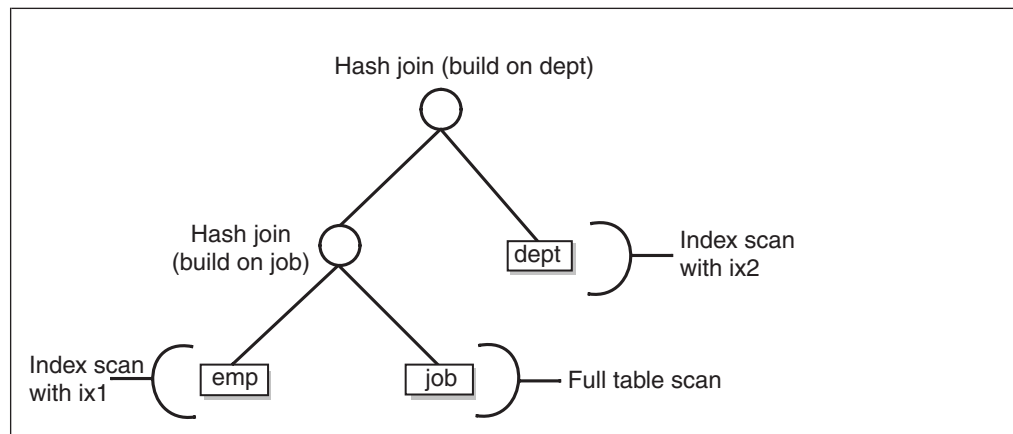 Hash join (build on dept)
Hash join
(build on job)
dept
Index scan
with ix2
Index scan
with ix1
emp
job
Full table scan